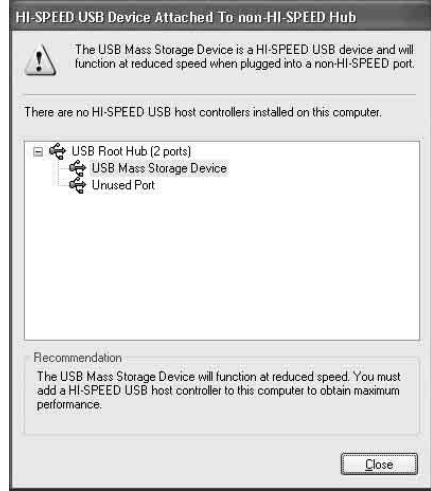 HI-SPEED USB Device Attached To non-HI-SPEED Hub
The USB Mass Storage Device is a HI-SPEED USB device and will
function at reduced speed when plugged into a non-HI-SPEED port.
There are no HI-SPEED USB host controllers installed on this computer.
USB Root Hub (2 ports)
USB Mass Storage Device
Unused Port
Recommendation
The USB Mass Storage Device will function at reduced speed. You must
add a HI-SPEED USB host controller to this computer to obtain maximum
performance.
Close